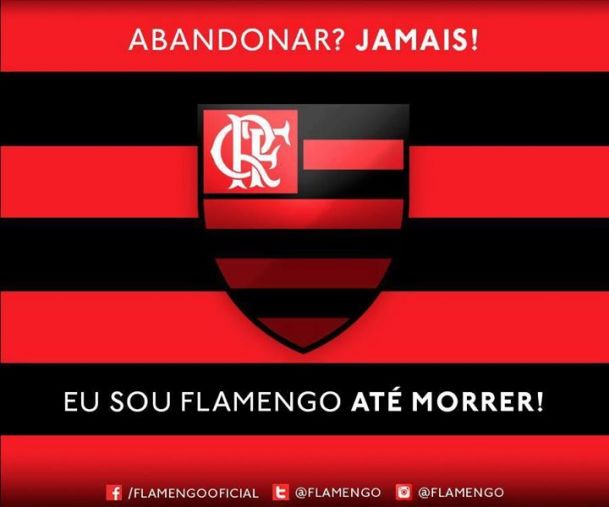 ABANDONAR? JAMAIS!
CRF
EU SOU FLAMENGO ATÉ MORRER!
/FLAMENGOOFICIAL @FLAMENGO @FLAMENGO